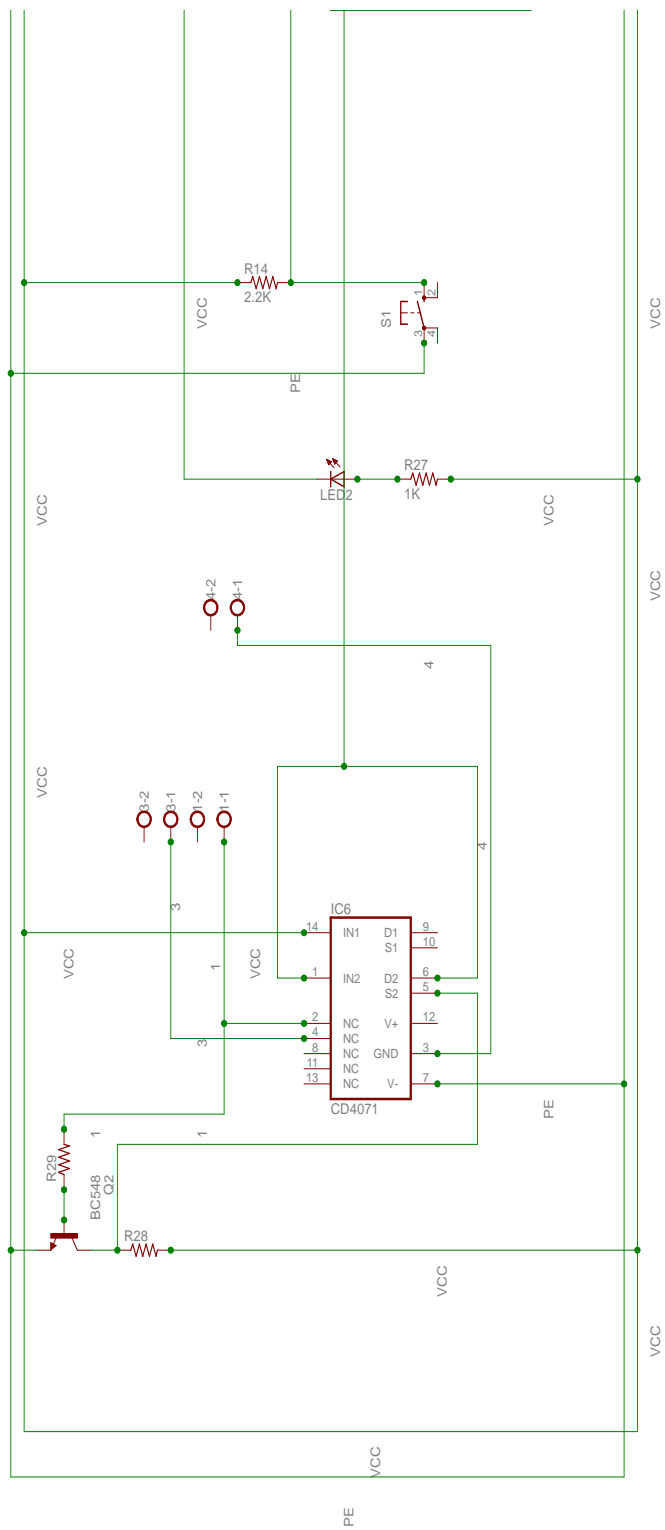 R14
2.2K
VCC
VCC
S1
1
2
3
4
PE
R27
1K
LED2
VCC
VCC
VCC
4-2
4-1
4
VCC
3-2
3-1
1-2
1-1
4
3
IC6
14
IN1
D1
9
S1
10
VCC
1
VCC
1
IN2
D2
6
S2
5
2
NC
V+
12
4
NC
3
8
NC
GND
3
11
NC
13
NC
V-
7
CD4071
PE
1
1
R29
BC548
Q2
R28
VCC
VCC
VCC
PE